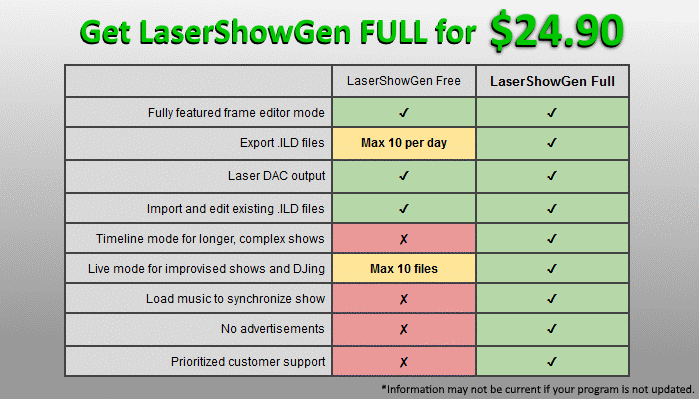 Get LaserShowGen FULL for $24.90
LaserShowGen Free LaserShowGen Full
Fully featured frame editor mode ✓ ✓
Export .ILD files Max 10 per day ✓
Laser DAC output ✓ ✓
Import and edit existing .ILD files ✓ ✓
Timeline mode for longer, complex shows ✗ ✓
Live mode for improvised shows and DJing Max 10 files ✓
Load music to synchronize show ✗ ✓
No advertisements ✗ ✓
Prioritized customer support ✗ ✓
*Information may not be current if your program is not updated.